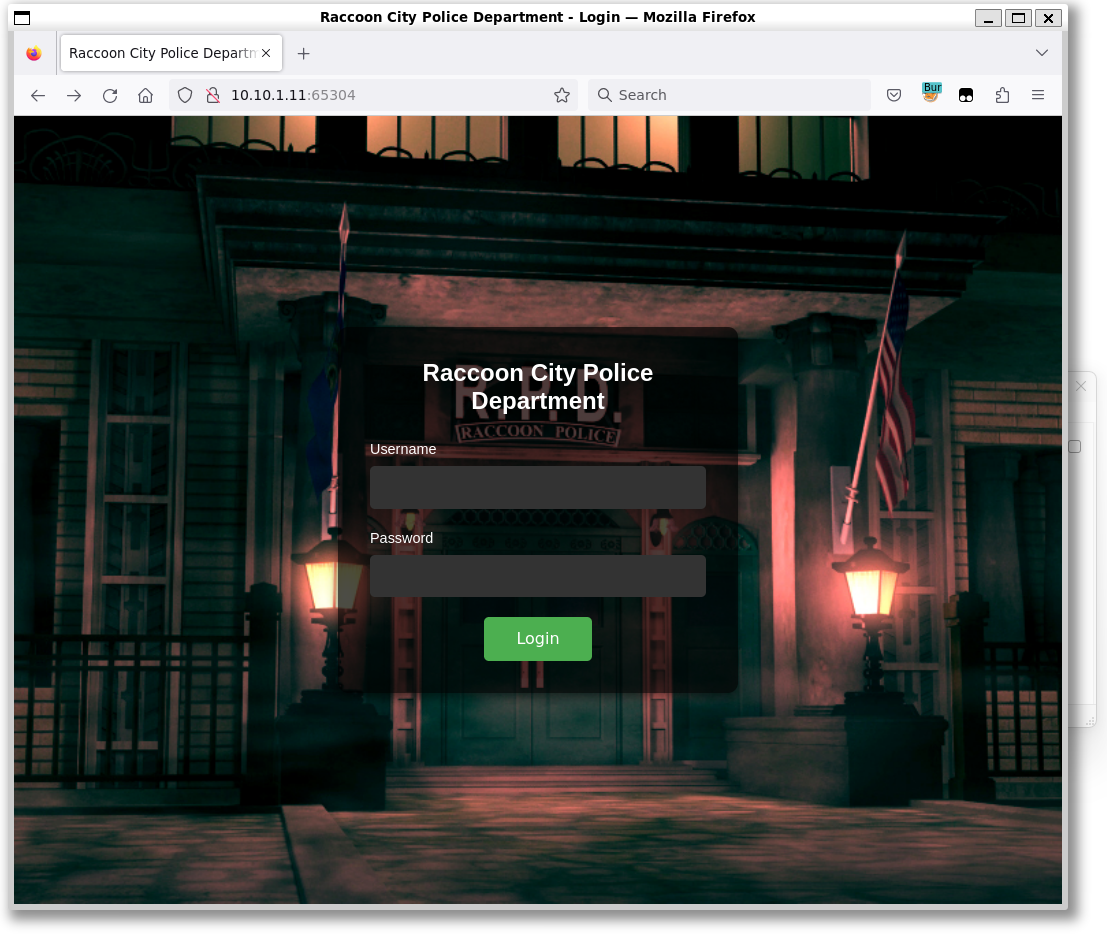 Raccoon City Police Department - Login — Mozilla Firefox
Raccoon City Police Departm
10.10.1.11:65304
Search
Bur
Raccoon City Police
Department
R.P.D.
RACCOON POLICE
Username
Password
Login